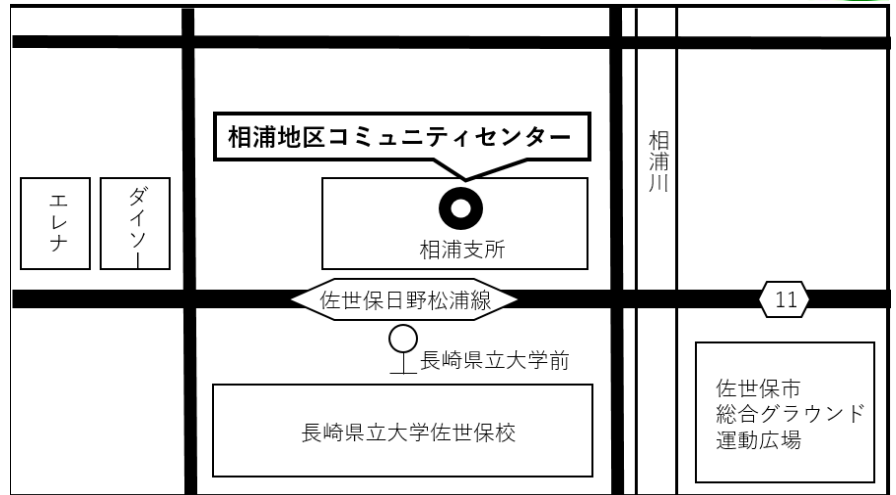 相浦地区コミュニティセンター
相浦川
エレナ
ダイソー
相浦支所
佐世保日野松浦線
11
長崎県立大学前
長崎県立大学佐世保校
佐世保市
総合グラウンド
運動広場